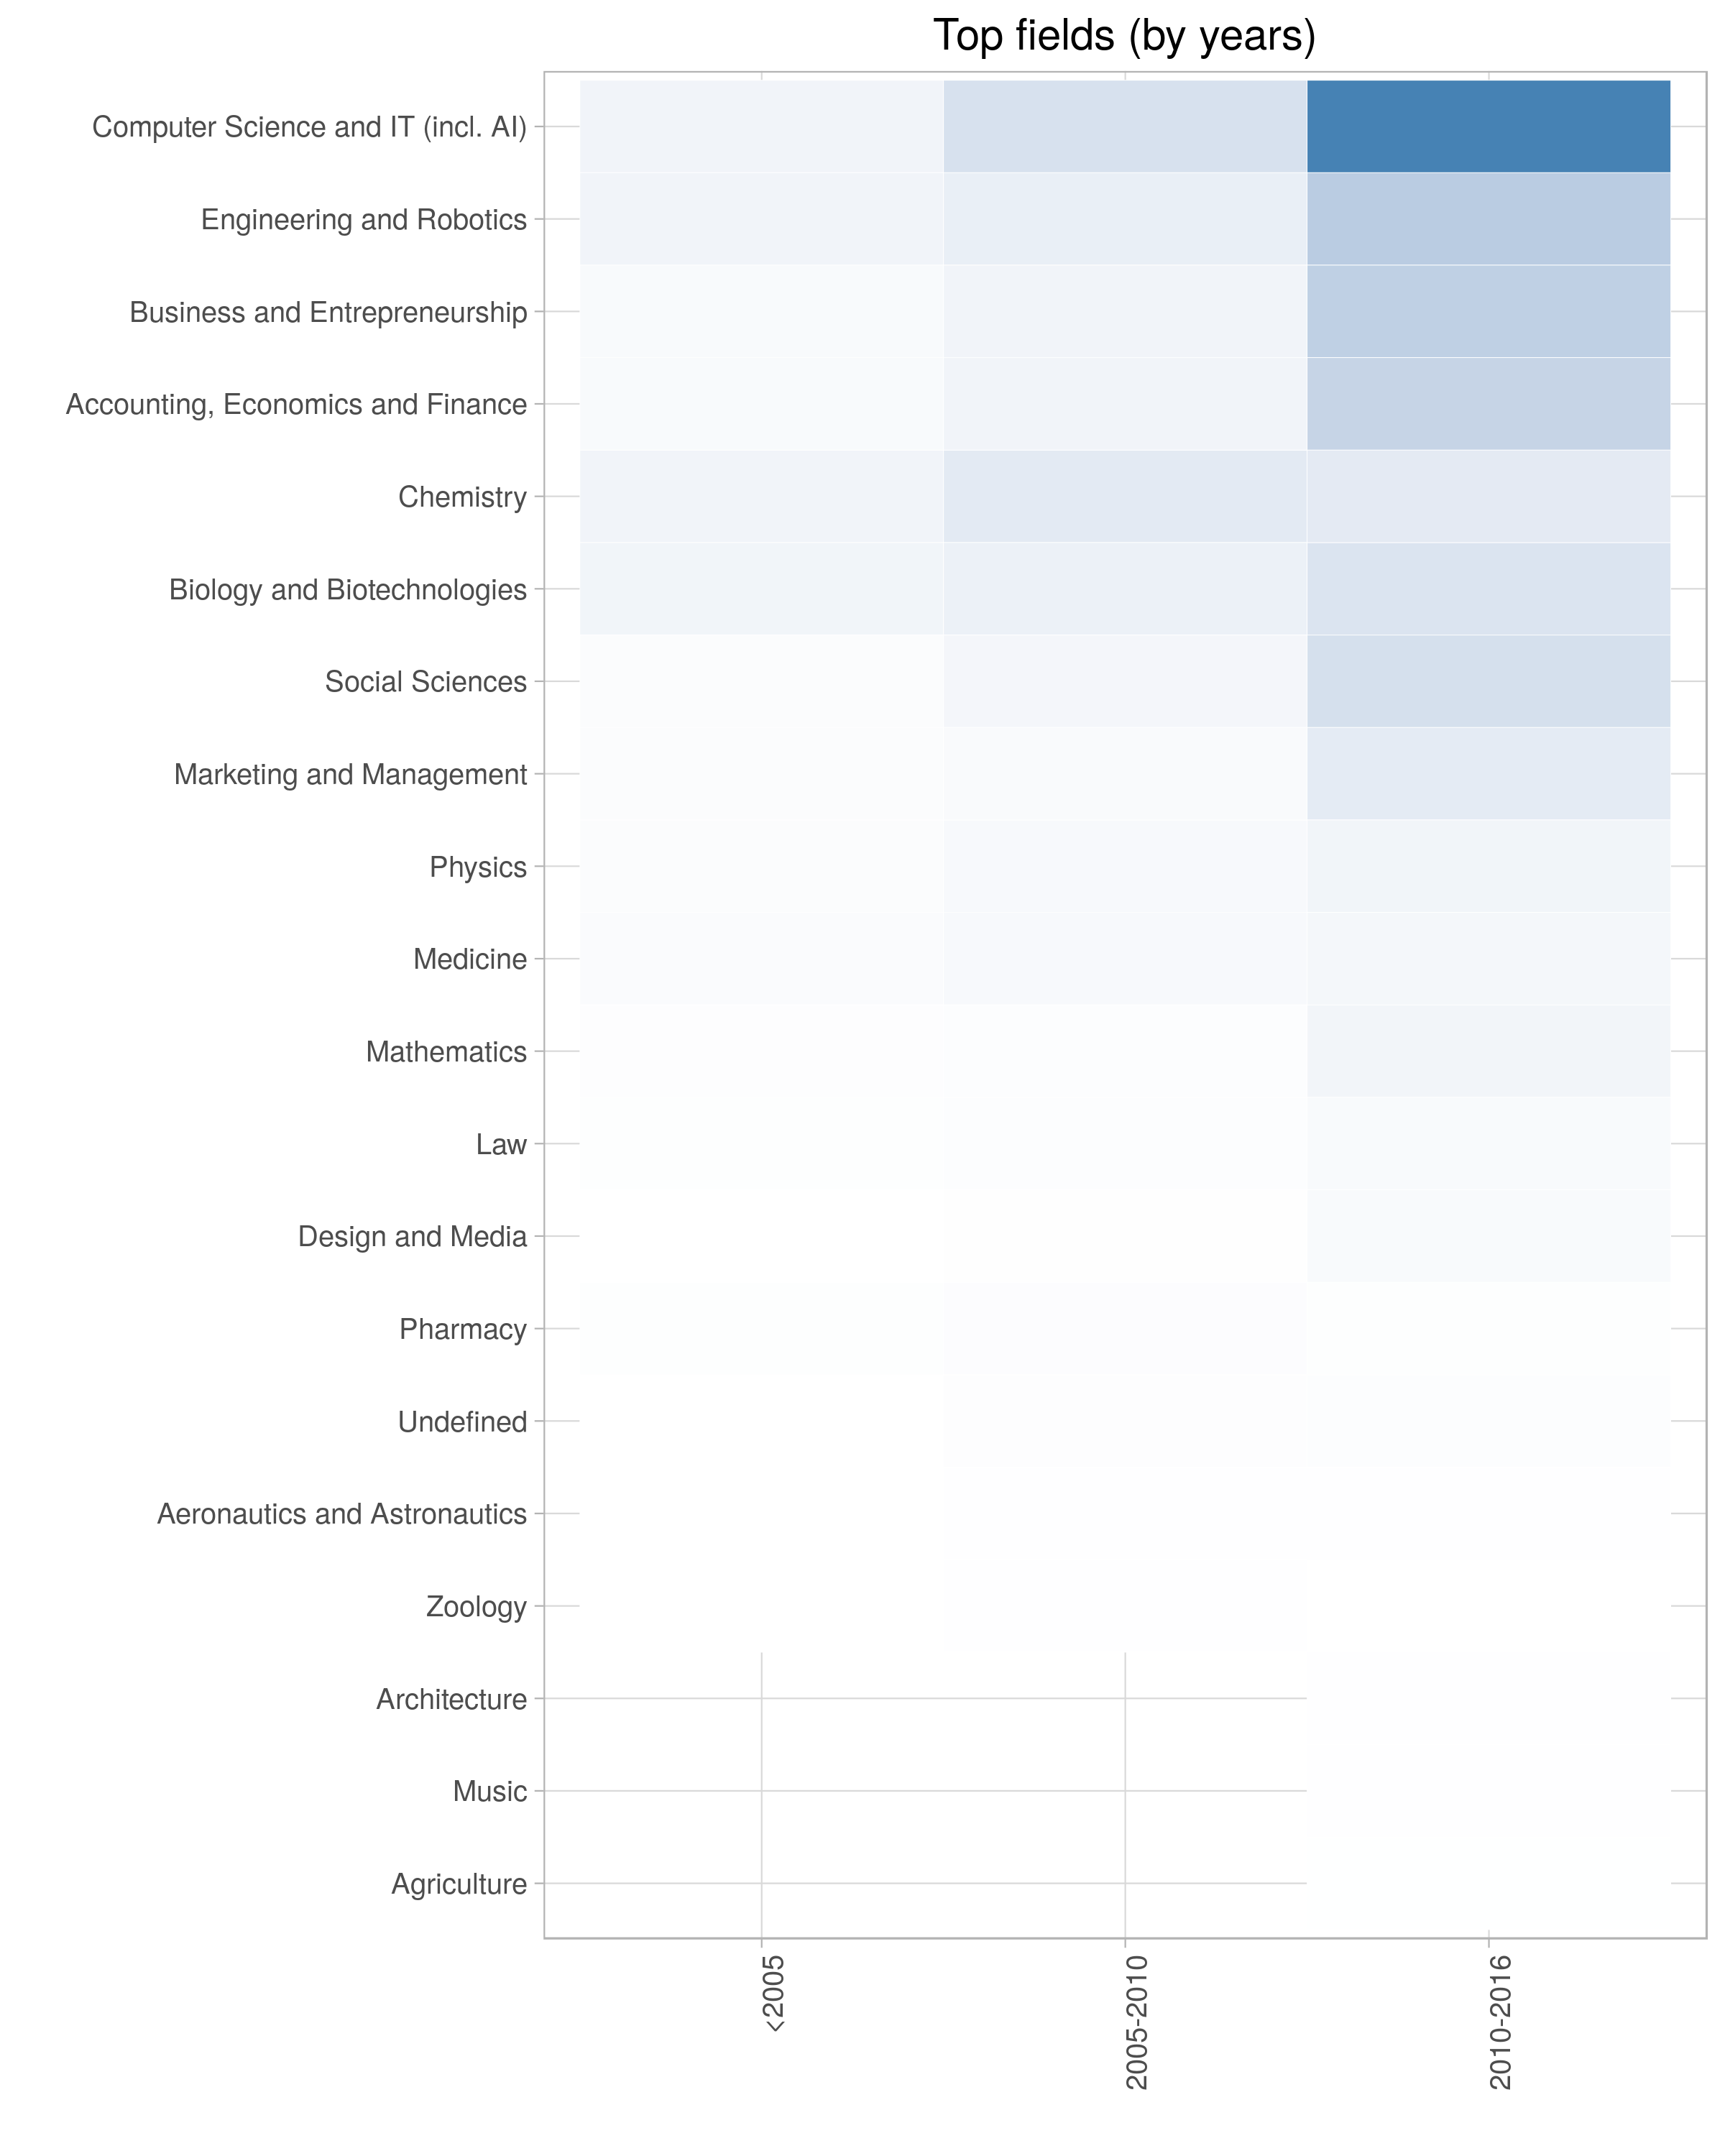 Top fields (by years)
Computer Science and IT (incl. AI)
Engineering and Robotics
Business and Entrepreneurship
Accounting, Economics and Finance
Chemistry
Biology and Biotechnologies
Social Sciences
Marketing and Management
Physics
Medicine
Mathematics
Law
Design and Media
Pharmacy
Undefined
Aeronautics and Astronautics
Zoology
Architecture
Music
Agriculture
<2005
2005-2010
2010-2016